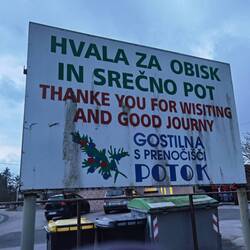 HVALA ZA OBISK
IN SREČNO POT
THANKE YOU FOR WISITING
AND GOOD JOURNY
GOSTILNA
S PRENOČIŠČI
POTOK